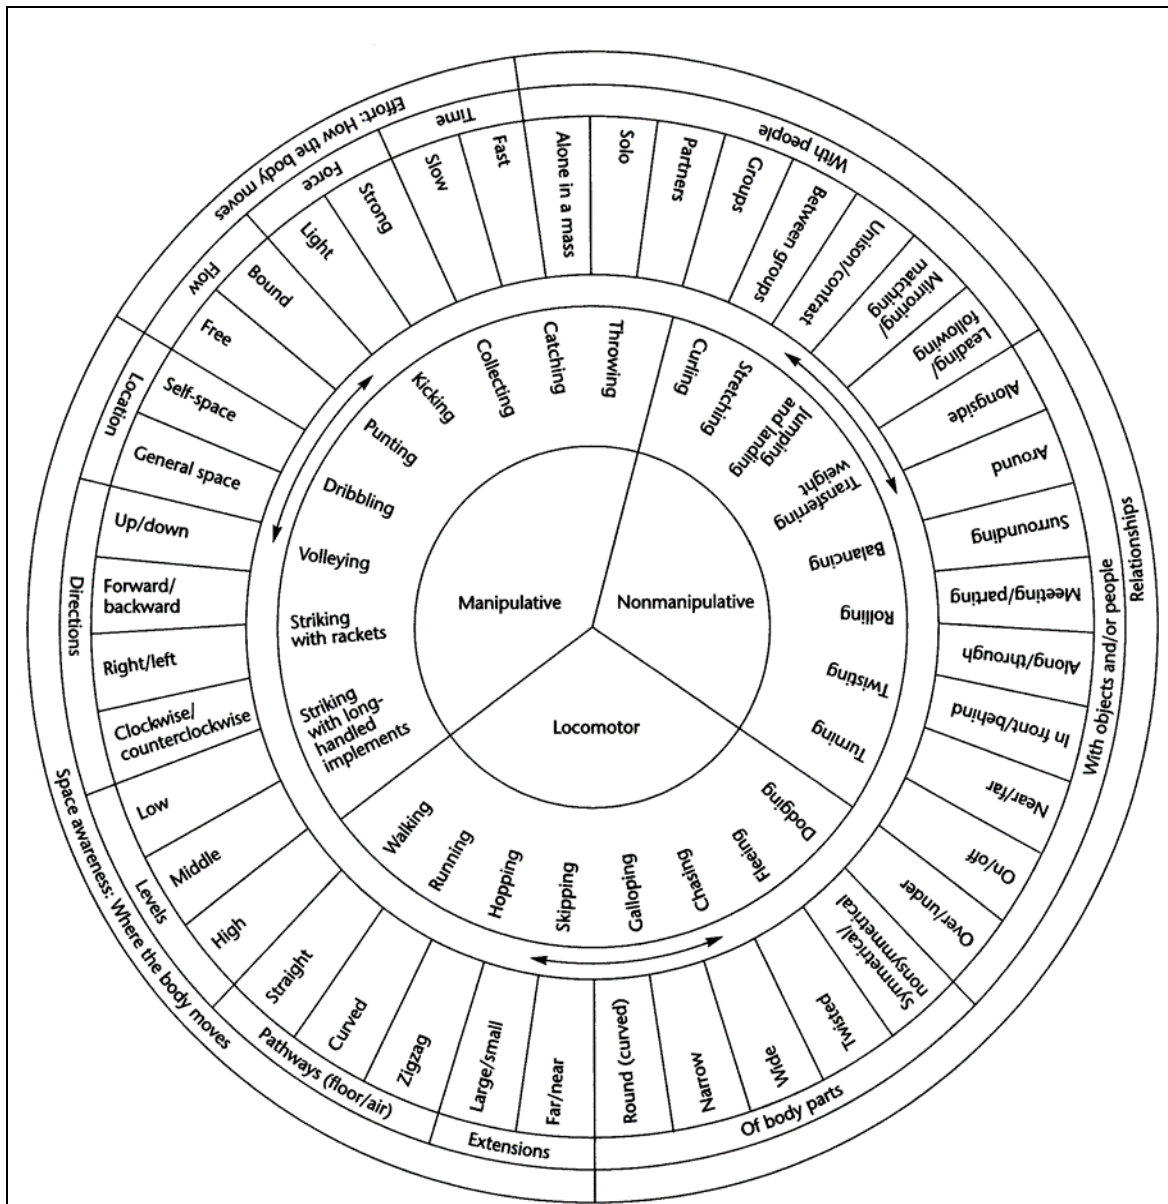 Effort: How the body moves
Time
Force
Flow
Fast
Slow
Strong
Light
Bound
Free
Relationships
With people
Alone in a mass
Solo
Partners
Groups
Between groups
Unison/contrast
Mirroring/
matching
Leading/
following
With objects and/or people
Alongside
Around
Surrounding
Meeting/parting
Along/through
In front/behind
Near/far
On/off
Over/under
Of body parts
Symmetrical/
nonsymmetrical
Twisted
Wide
Narrow
Round (curved)
Space awareness: Where the body moves
Location
Self-space
General space
Directions
Up/down
Forward/
backward
Right/left
Clockwise/
counterclockwise
Levels
Low
Middle
High
Pathways (floor/air)
Straight
Curved
Zigzag
Extensions
Large/small
Far/near
Manipulative
Throwing
Catching
Collecting
Kicking
Punting
Dribbling
Volleying
Striking
with rackets
Striking
with long-
handled
implements
Nonmanipulative
Curling
Stretching
Jumping
and landing
Transferring
weight
Balancing
Rolling
Twisting
Turning
Locomotor
Walking
Running
Hopping
Skipping
Galloping
Chasing
Fleeing
Dodging